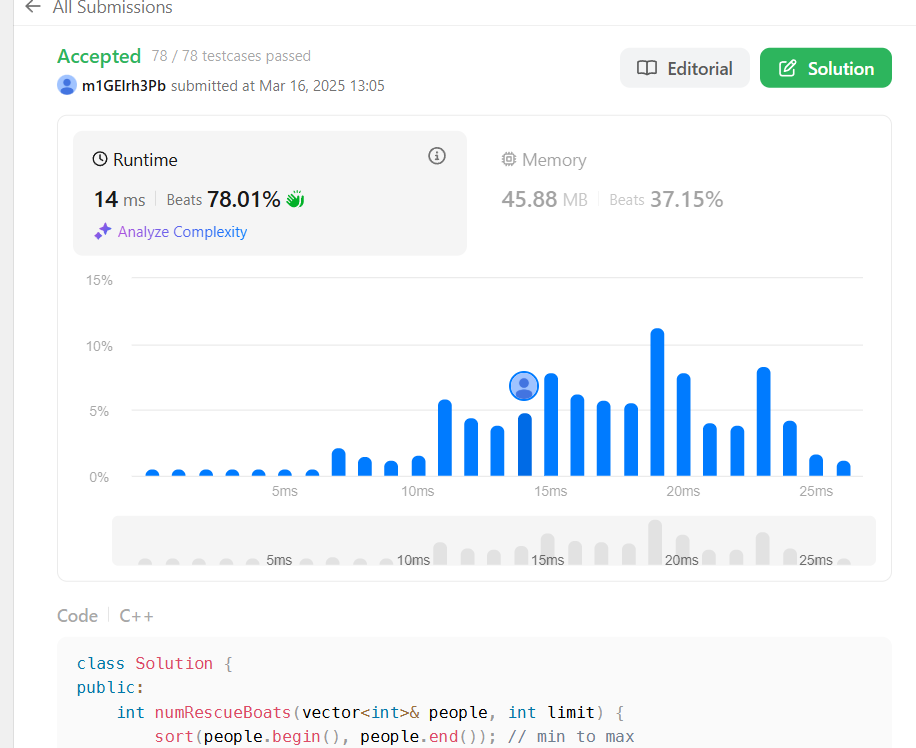 ← All Submissions
Accepted 78 / 78 testcases passed
m1GEIrh3Pb submitted at Mar 16, 2025 13:05
Editorial
Solution
Runtime
14 ms | Beats 78.01%
Analyze Complexity
Memory
45.88 MB | Beats 37.15%
15%
10%
5%
0%
5ms 10ms 15ms 20ms 25ms
5ms 10ms 15ms 20ms 25ms
Code | C++
class Solution {
public:
    int numRescueBoats(vector<int>& people, int limit) {
        sort(people.begin(), people.end()); // min to max